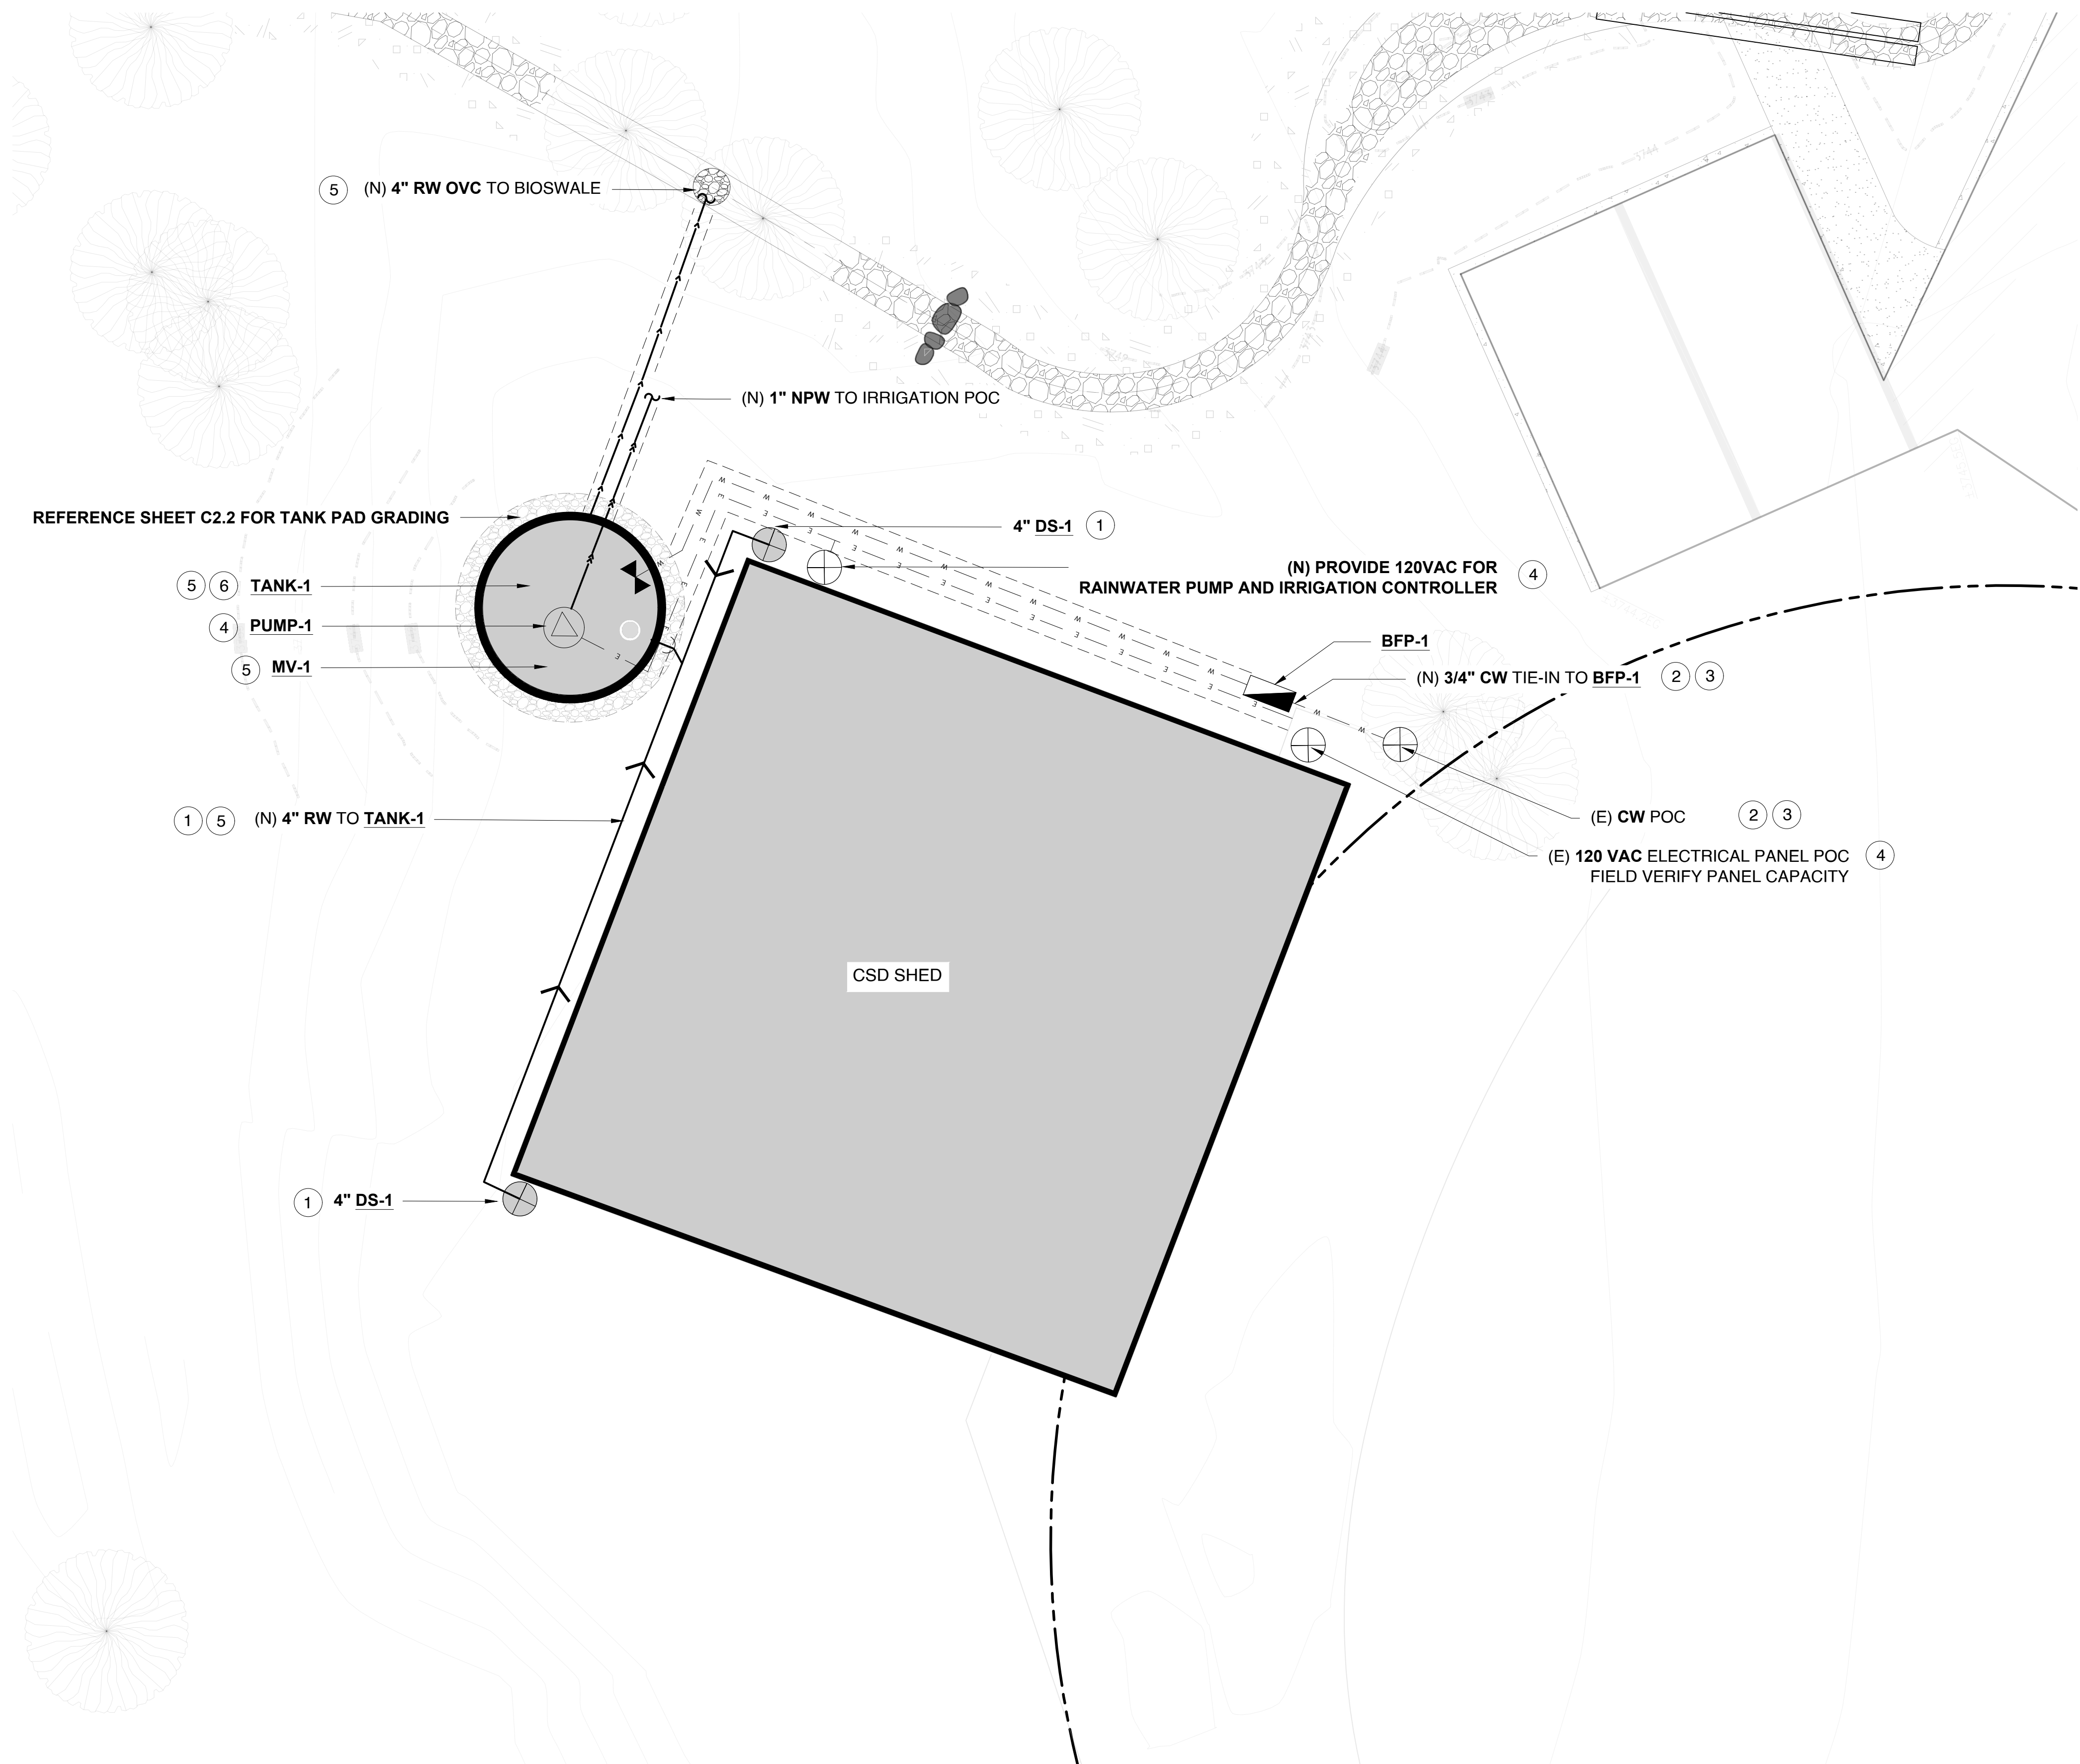 5 (N) 4" RW OVC TO BIOSWALE
(N) 1" NPW TO IRRIGATION POC
REFERENCE SHEET C2.2 FOR TANK PAD GRADING
4" DS-1 1
(N) PROVIDE 120VAC FOR
RAINWATER PUMP AND IRRIGATION CONTROLLER 4
5 6 TANK-1
4 PUMP-1
5 MV-1
BFP-1
(N) 3/4" CW TIE-IN TO BFP-1 2 3
1 5 (N) 4" RW TO TANK-1
(E) CW POC 2 3
(E) 120 VAC ELECTRICAL PANEL POC 4
FIELD VERIFY PANEL CAPACITY
CSD SHED
1 4" DS-1